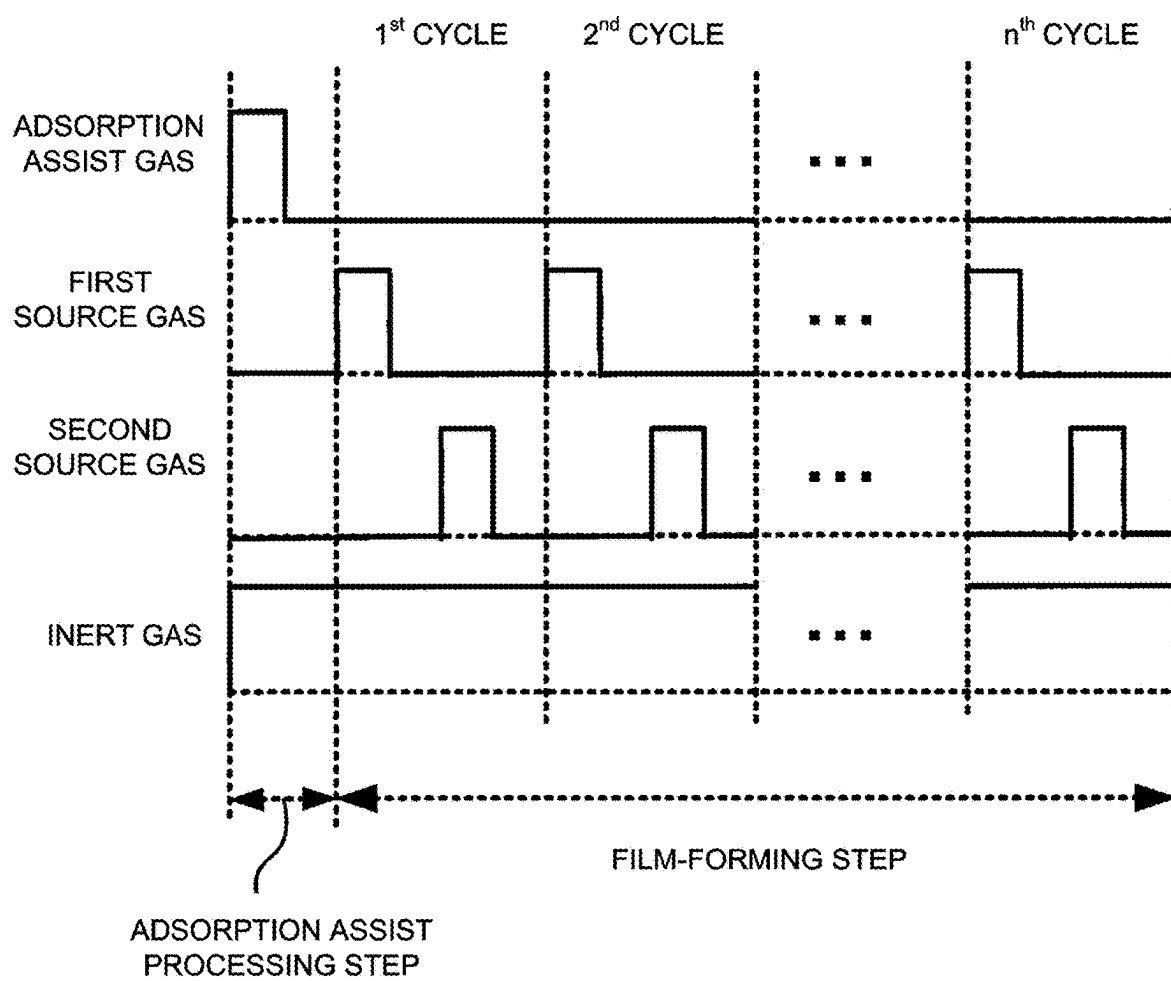 1st CYCLE
2nd CYCLE
nth CYCLE
ADSORPTION
ASSIST GAS
FIRST
SOURCE GAS
SECOND
SOURCE GAS
INERT GAS
FILM-FORMING STEP
ADSORPTION ASSIST
PROCESSING STEP